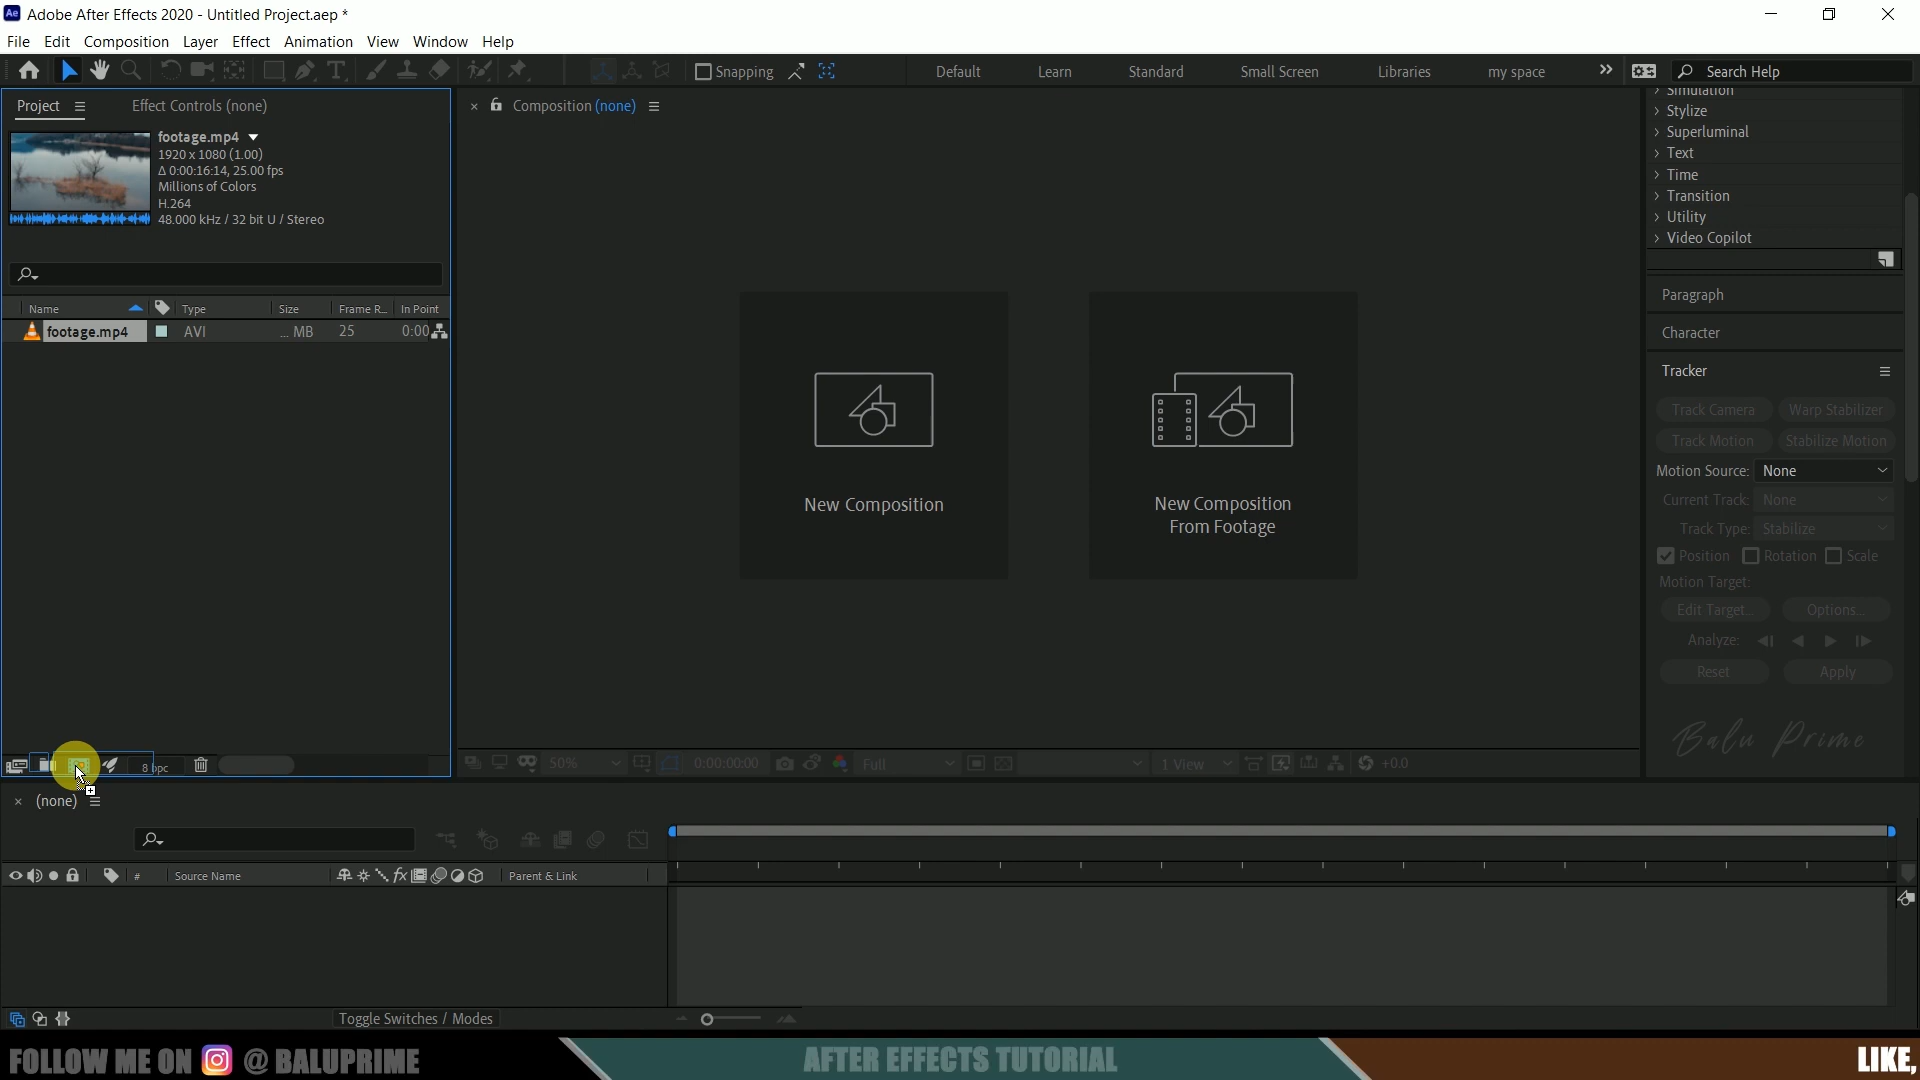 Adobe After Effects 2020 - Untitled Project.aep *
File Edit Composition Layer Effect Animation View Window Help
Snapping Default Learn Standard Small Screen Libraries my space Search Help
Project Effect Controls (none) Composition (none)
footage.mp4
1920 x 1080 (1.00)
Δ 0:00:16:14, 25.00 fps
Millions of Colors
H.264
48.000 kHz / 32 bit U / Stereo
Name Type Size Frame R... In Point
footage.mp4 AVI ... MB 25 0:00
New Composition
New Composition
From Footage
Simulation
Stylize
Superluminal
Text
Time
Transition
Utility
Video Copilot
Paragraph
Character
Tracker
Track Camera Warp Stabilizer
Track Motion Stabilize Motion
Motion Source: None
Current Track: None
Track Type: Stabilize
Position Rotation Scale
Motion Target:
Edit Target... Options...
Analyze:
Reset Apply
Balu Prime
8 bpc 50% 0:00:00:00 Full 1 View +0.0
(none)
# Source Name fx Parent & Link
Toggle Switches / Modes
FOLLOW ME ON @ BALUPRIME AFTER EFFECTS TUTORIAL LIKE,